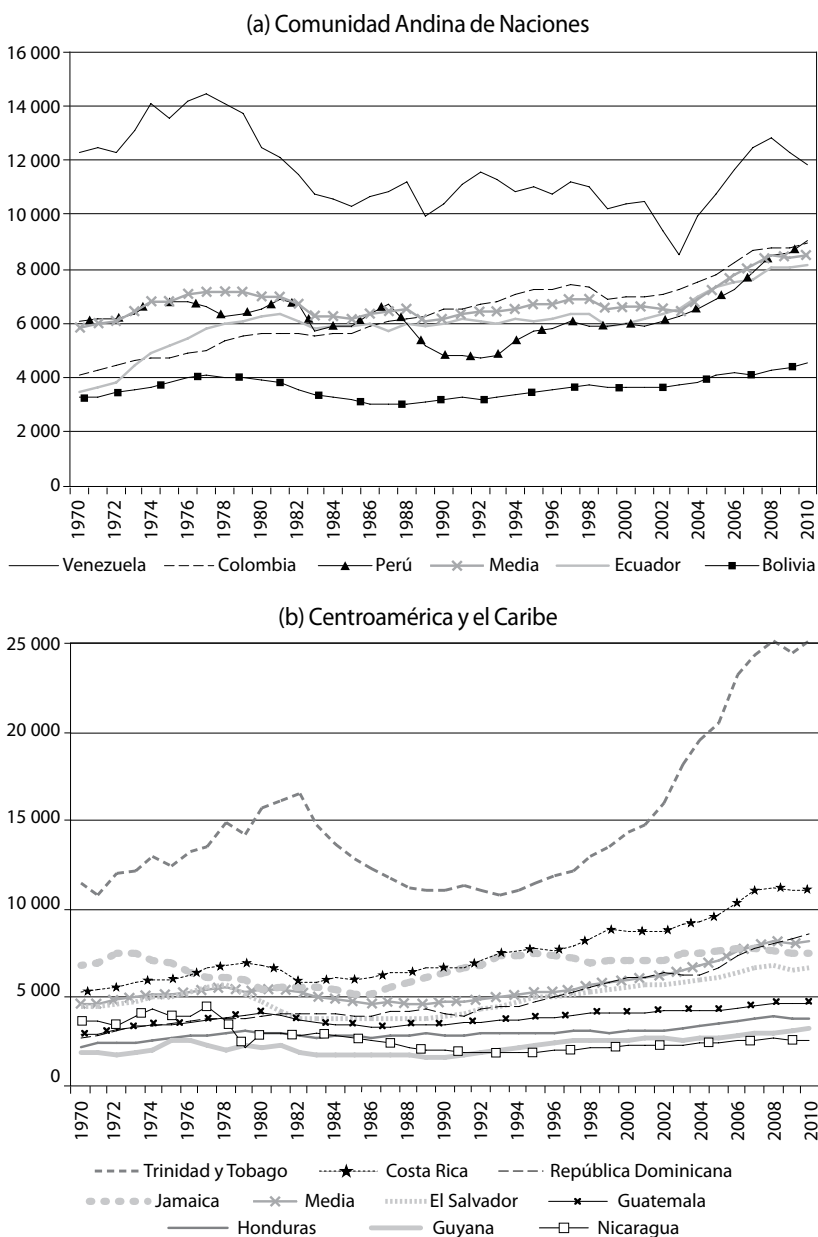 (a) Comunidad Andina de Naciones
16 000
14 000
12 000
10 000
8 000
6 000
4 000
2 000
0
1970 1972 1974 1976 1978 1980 1982 1984 1986 1988 1990 1992 1994 1996 1998 2000 2002 2004 2006 2008 2010
Venezuela Colombia Perú Media Ecuador Bolivia
(b) Centroamérica y el Caribe
25 000
20 000
15 000
10 000
5 000
0
1970 1972 1974 1976 1978 1980 1982 1984 1986 1988 1990 1992 1994 1996 1998 2000 2002 2004 2006 2008 2010
Trinidad y Tobago Costa Rica República Dominicana
Jamaica Media El Salvador Guatemala
Honduras Guyana Nicaragua